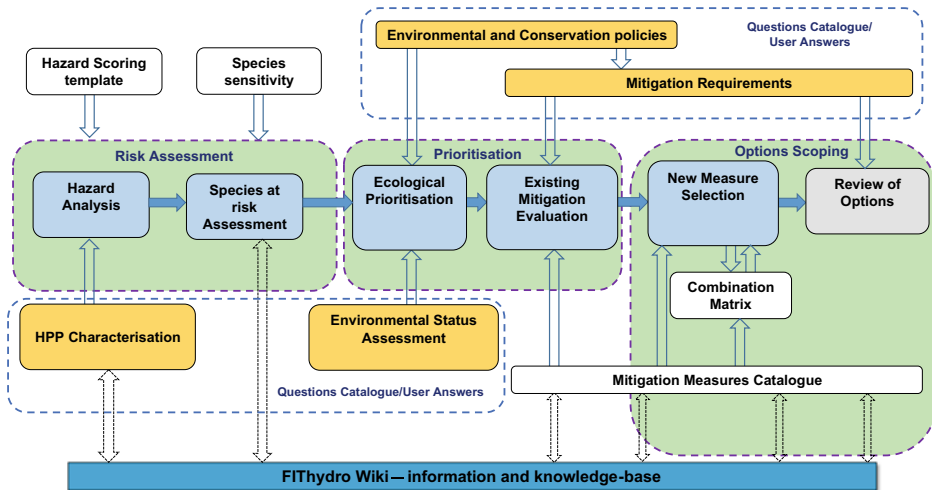 Questions Catalogue/
User Answers
Environmental and Conservation policies
Hazard Scoring
template
Species
sensitivity
Mitigation Requirements
Risk Assessment
Prioritisation
Options Scoping
Hazard
Analysis
Species at
risk
Assessment
Ecological
Prioritisation
Existing
Mitigation
Evaluation
New Measure
Selection
Review of
Options
Combination
Matrix
HPP Characterisation
Environmental Status
Assessment
Mitigation Measures Catalogue
Questions Catalogue/User Answers
FIThydro Wiki — information and knowledge-base